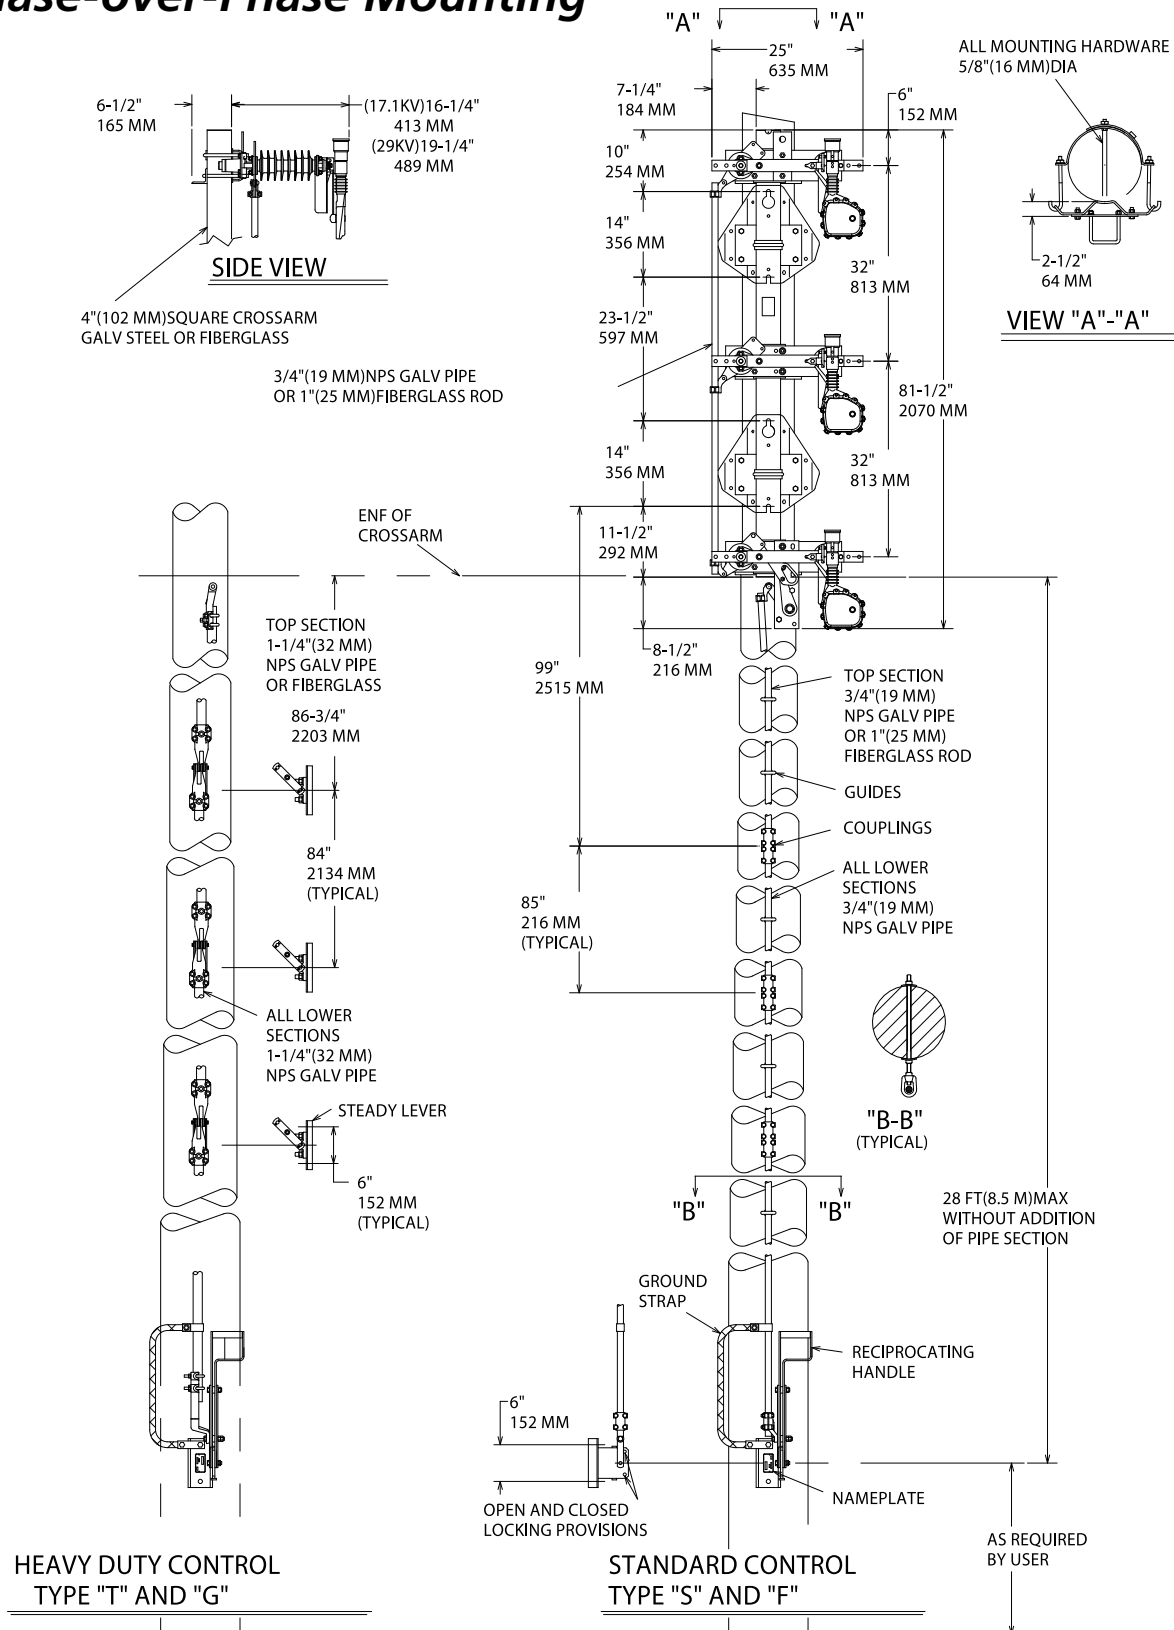 ase-over-Phase Mounting
"A" "A"
25"
635 MM
ALL MOUNTING HARDWARE
5/8"(16 MM)DIA
6-1/2"
165 MM
(17.1KV)16-1/4"
413 MM
(29KV)19-1/4"
489 MM
7-1/4"
184 MM
6"
152 MM
10"
254 MM
14"
356 MM
SIDE VIEW
32"
813 MM
2-1/2"
64 MM
4"(102 MM)SQUARE CROSSARM
GALV STEEL OR FIBERGLASS
23-1/2"
597 MM
VIEW "A"-"A"
3/4"(19 MM)NPS GALV PIPE
OR 1"(25 MM)FIBERGLASS ROD
81-1/2"
2070 MM
14"
356 MM
32"
813 MM
ENF OF
CROSSARM
11-1/2"
292 MM
TOP SECTION
1-1/4"(32 MM)
NPS GALV PIPE
OR FIBERGLASS
8-1/2"
216 MM
99"
2515 MM
TOP SECTION
3/4"(19 MM)
NPS GALV PIPE
OR 1"(25 MM)
FIBERGLASS ROD
86-3/4"
2203 MM
GUIDES
COUPLINGS
84"
2134 MM
(TYPICAL)
ALL LOWER
SECTIONS
3/4"(19 MM)
NPS GALV PIPE
85"
216 MM
(TYPICAL)
ALL LOWER
SECTIONS
1-1/4"(32 MM)
NPS GALV PIPE
"B-B"
(TYPICAL)
STEADY LEVER
6"
152 MM
(TYPICAL)
"B" "B"
28 FT(8.5 M)MAX
WITHOUT ADDITION
OF PIPE SECTION
GROUND
STRAP
RECIPROCATING
HANDLE
6"
152 MM
NAMEPLATE
OPEN AND CLOSED
LOCKING PROVISIONS
AS REQUIRED
BY USER
HEAVY DUTY CONTROL
TYPE "T" AND "G"
STANDARD CONTROL
TYPE "S" AND "F"